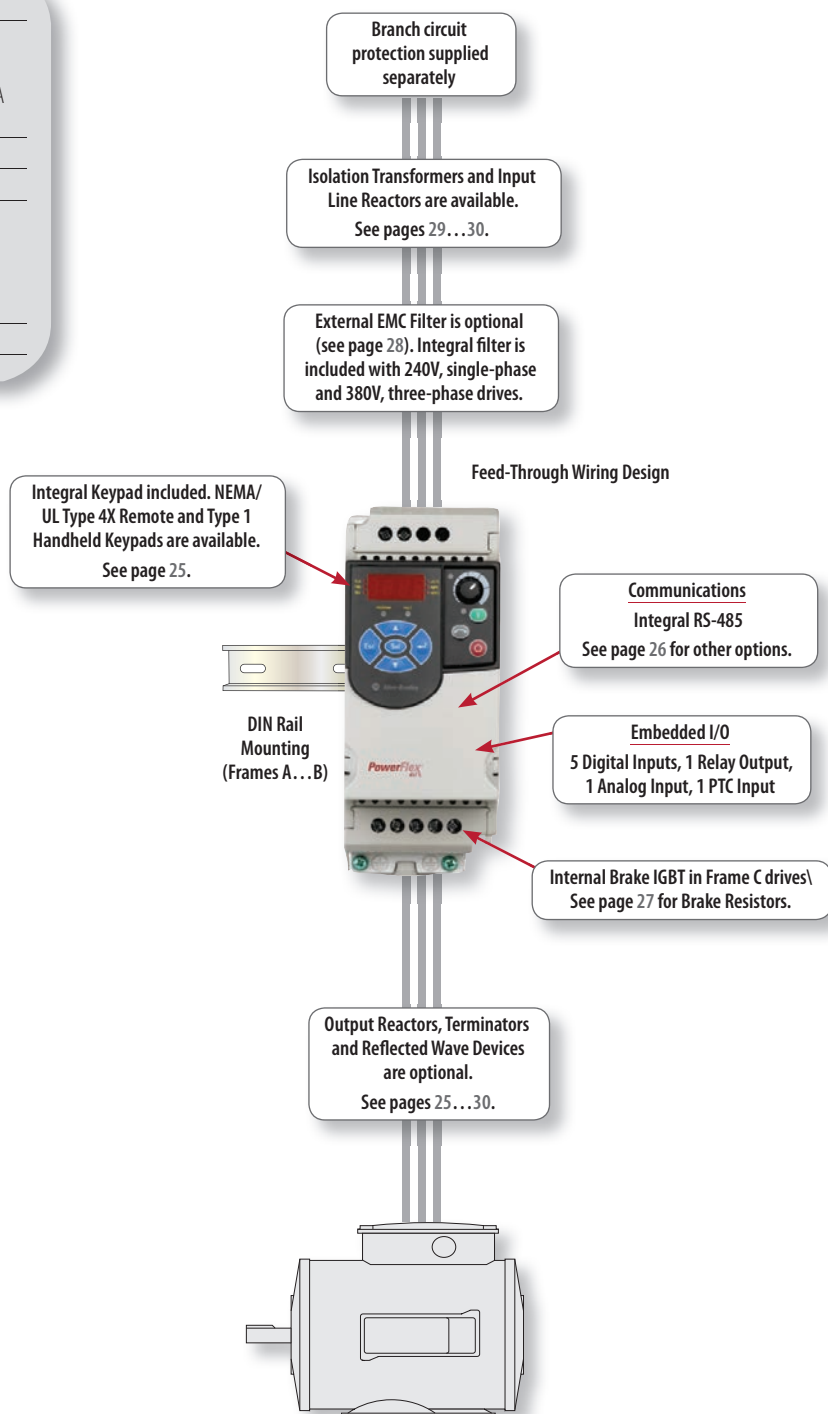 A
Branch circuit
protection supplied
separately
Isolation Transformers and Input
Line Reactors are available.
See pages 29...30.
External EMC Filter is optional
(see page 28). Integral filter is
included with 240V, single-phase
and 380V, three-phase drives.
Feed-Through Wiring Design
Integral Keypad included. NEMA/
UL Type 4X Remote and Type 1
Handheld Keypads are available.
See page 25.
Communications
Integral RS-485
See page 26 for other options.
Esc
Sel
DIN Rail
Mounting
(Frames A...B)
Allen-Bradley
PowerFlex
Embedded I/O
5 Digital Inputs, 1 Relay Output,
1 Analog Input, 1 PTC Input
Internal Brake IGBT in Frame C drives\
See page 27 for Brake Resistors.
Output Reactors, Terminators
and Reflected Wave Devices
are optional.
See pages 25...30.